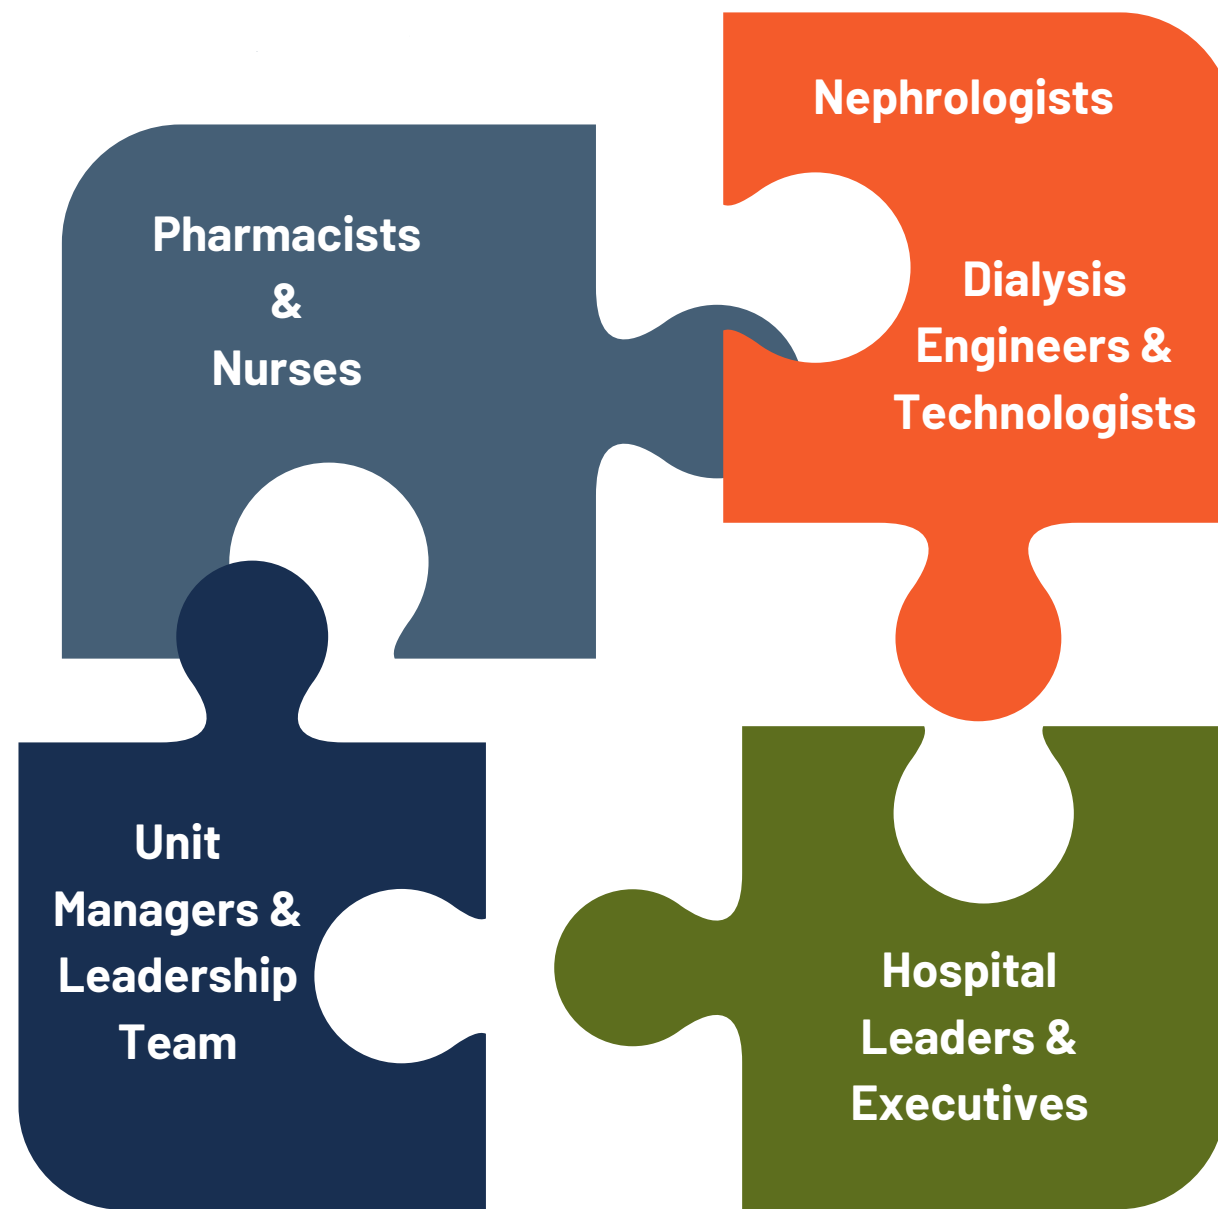 Pharmacists
&
Nurses
Nephrologists
Dialysis
Engineers &
Technologists
Unit
Managers &
Leadership
Team
Hospital
Leaders &
Executives